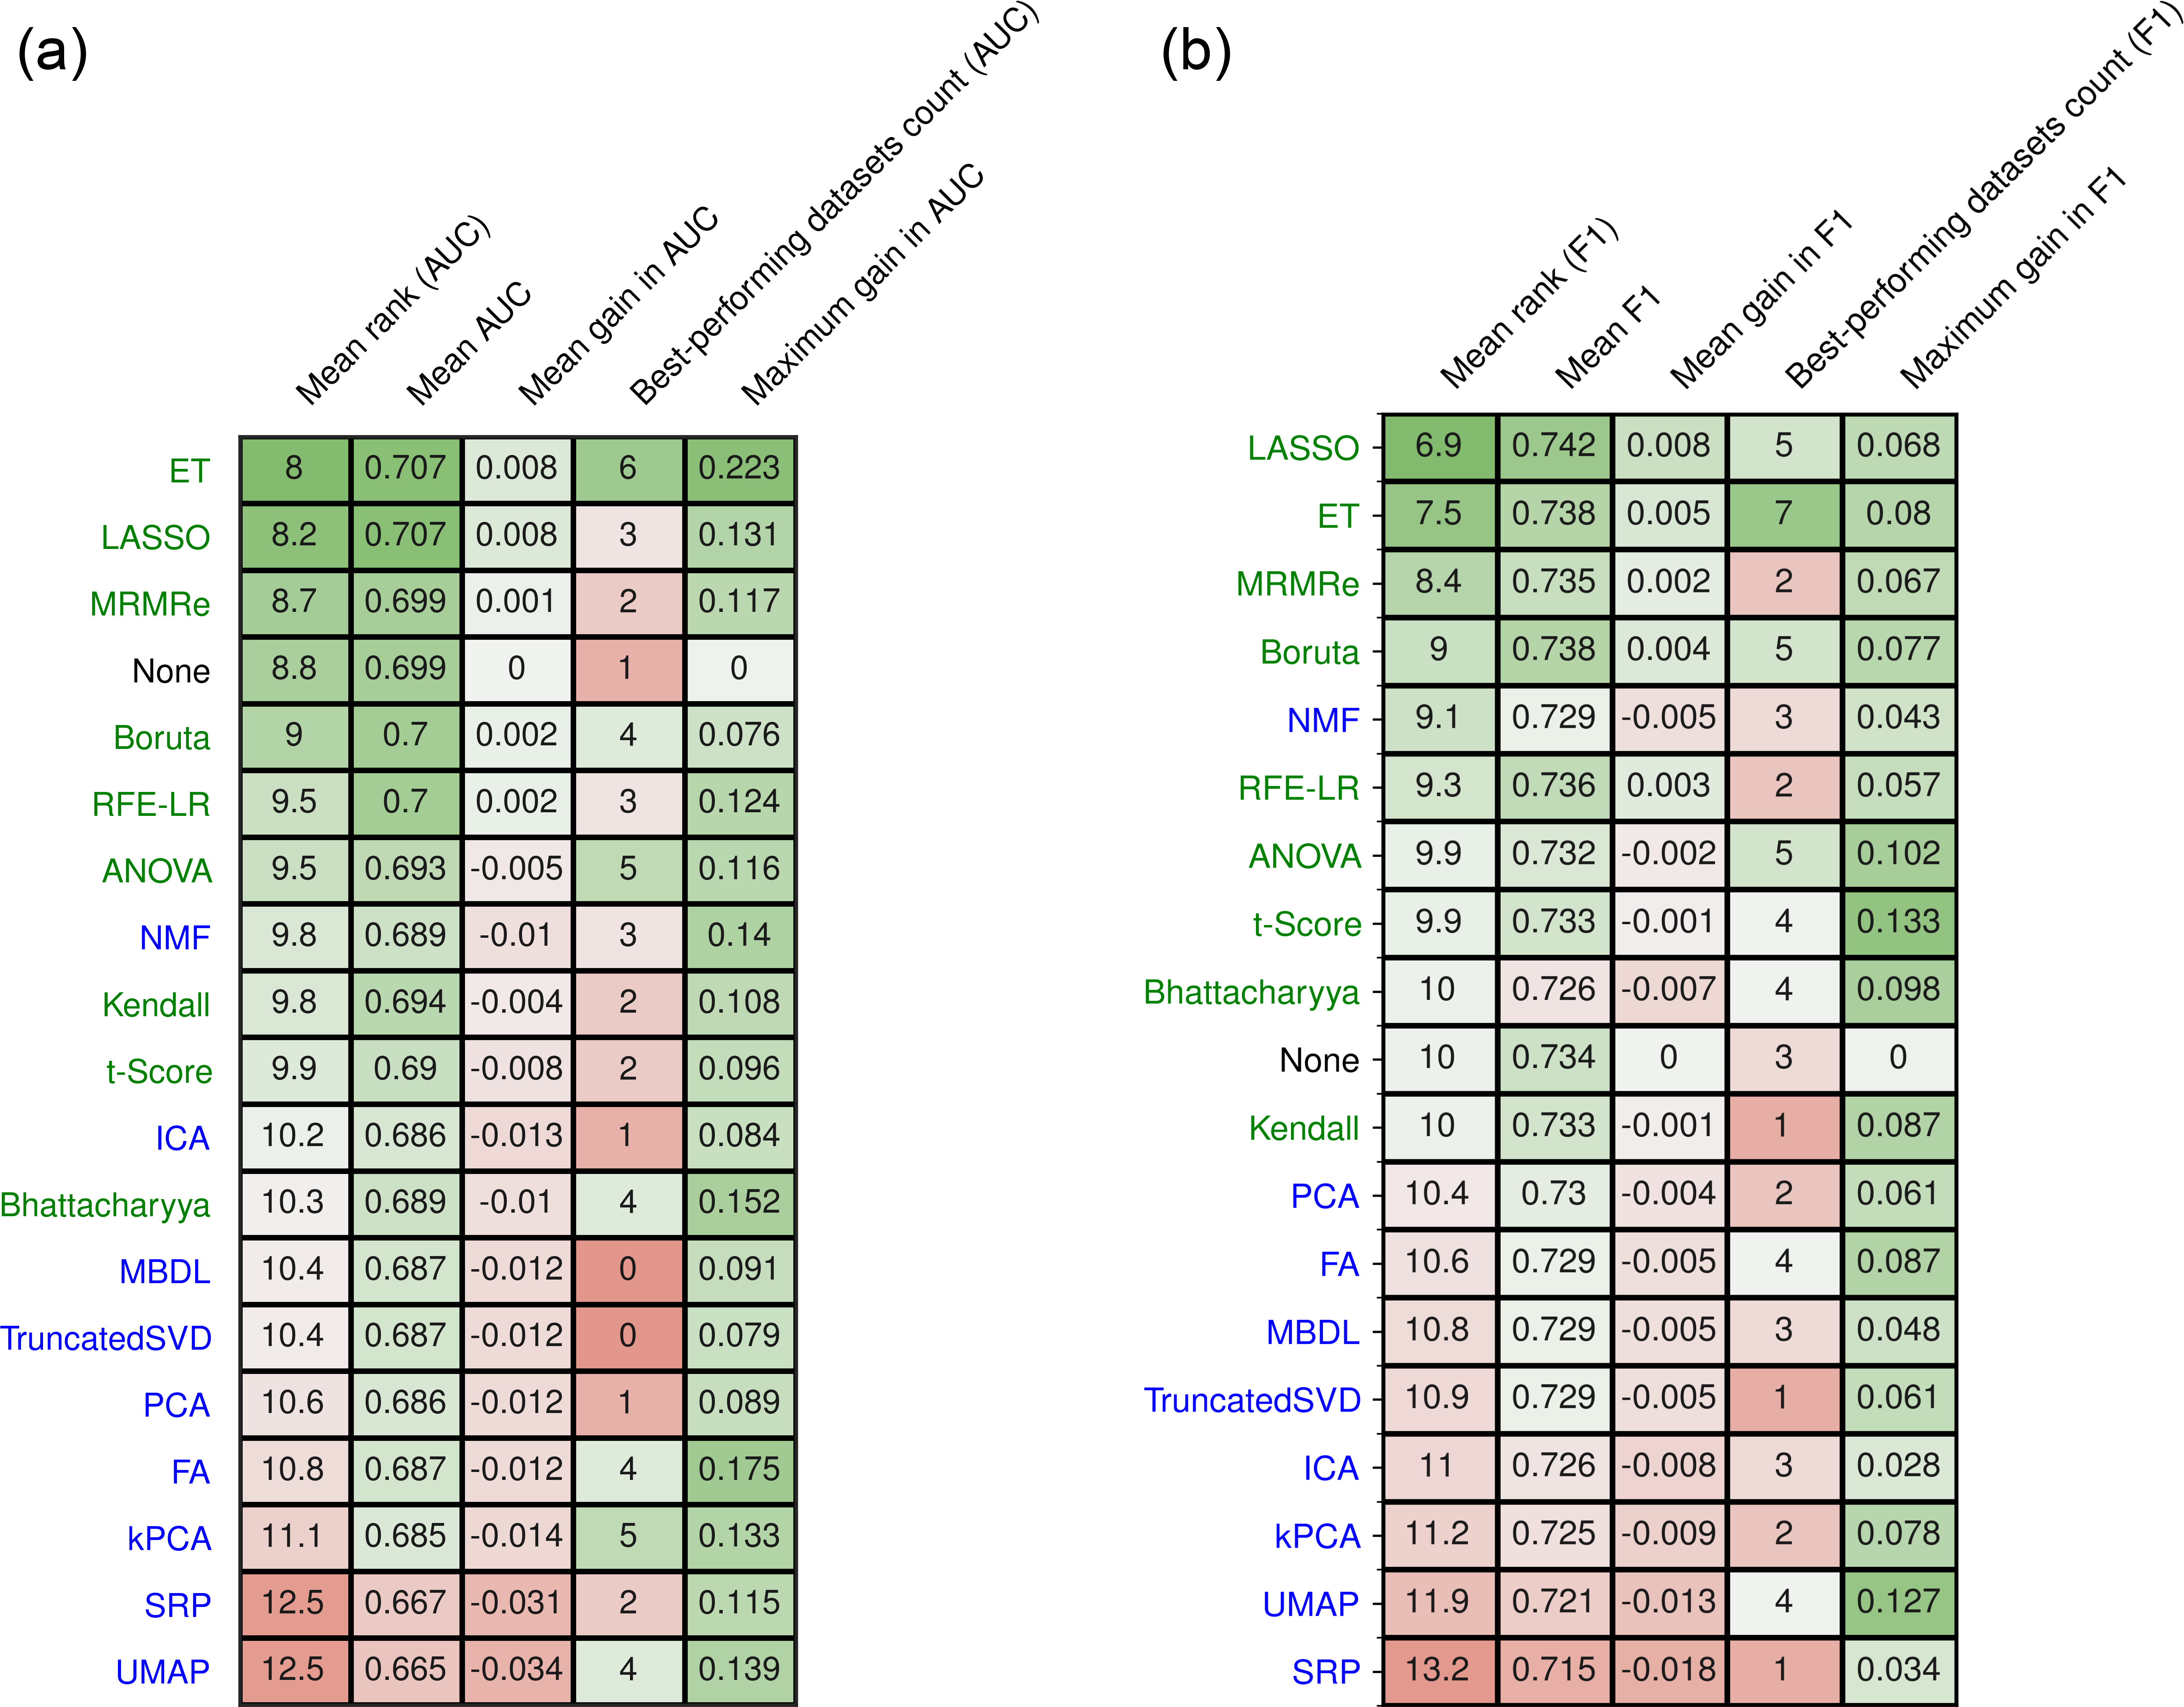 (a)
Mean rank (AUC)
Mean AUC
Mean gain in AUC
Best-performing datasets count (AUC)
Maximum gain in AUC
ET 8 0.707 0.008 6 0.223
LASSO 8.2 0.707 0.008 3 0.131
MRMRe 8.7 0.699 0.001 2 0.117
None 8.8 0.699 0 1 0
Boruta 9 0.7 0.002 4 0.076
RFE-LR 9.5 0.7 0.002 3 0.124
ANOVA 9.5 0.693 -0.005 5 0.116
NMF 9.8 0.689 -0.01 3 0.14
Kendall 9.8 0.694 -0.004 2 0.108
t-Score 9.9 0.69 -0.008 2 0.096
ICA 10.2 0.686 -0.013 1 0.084
Bhattacharyya 10.3 0.689 -0.01 4 0.152
MBDL 10.4 0.687 -0.012 0 0.091
TruncatedSVD 10.4 0.687 -0.012 0 0.079
PCA 10.6 0.686 -0.012 1 0.089
FA 10.8 0.687 -0.012 4 0.175
kPCA 11.1 0.685 -0.014 5 0.133
SRP 12.5 0.667 -0.031 2 0.115
UMAP 12.5 0.665 -0.034 4 0.139
(b)
Mean rank (F1)
Mean F1
Mean gain in F1
Best-performing datasets count (F1)
Maximum gain in F1
LASSO 6.9 0.742 0.008 5 0.068
ET 7.5 0.738 0.005 7 0.08
MRMRe 8.4 0.735 0.002 2 0.067
Boruta 9 0.738 0.004 5 0.077
NMF 9.1 0.729 -0.005 3 0.043
RFE-LR 9.3 0.736 0.003 2 0.057
ANOVA 9.9 0.732 -0.002 5 0.102
t-Score 9.9 0.733 -0.001 4 0.133
Bhattacharyya 10 0.726 -0.007 4 0.098
None 10 0.734 0 3 0
Kendall 10 0.733 -0.001 1 0.087
PCA 10.4 0.73 -0.004 2 0.061
FA 10.6 0.729 -0.005 4 0.087
MBDL 10.8 0.729 -0.005 3 0.048
TruncatedSVD 10.9 0.729 -0.005 1 0.061
ICA 11 0.726 -0.008 3 0.028
kPCA 11.2 0.725 -0.009 2 0.078
UMAP 11.9 0.721 -0.013 4 0.127
SRP 13.2 0.715 -0.018 1 0.034